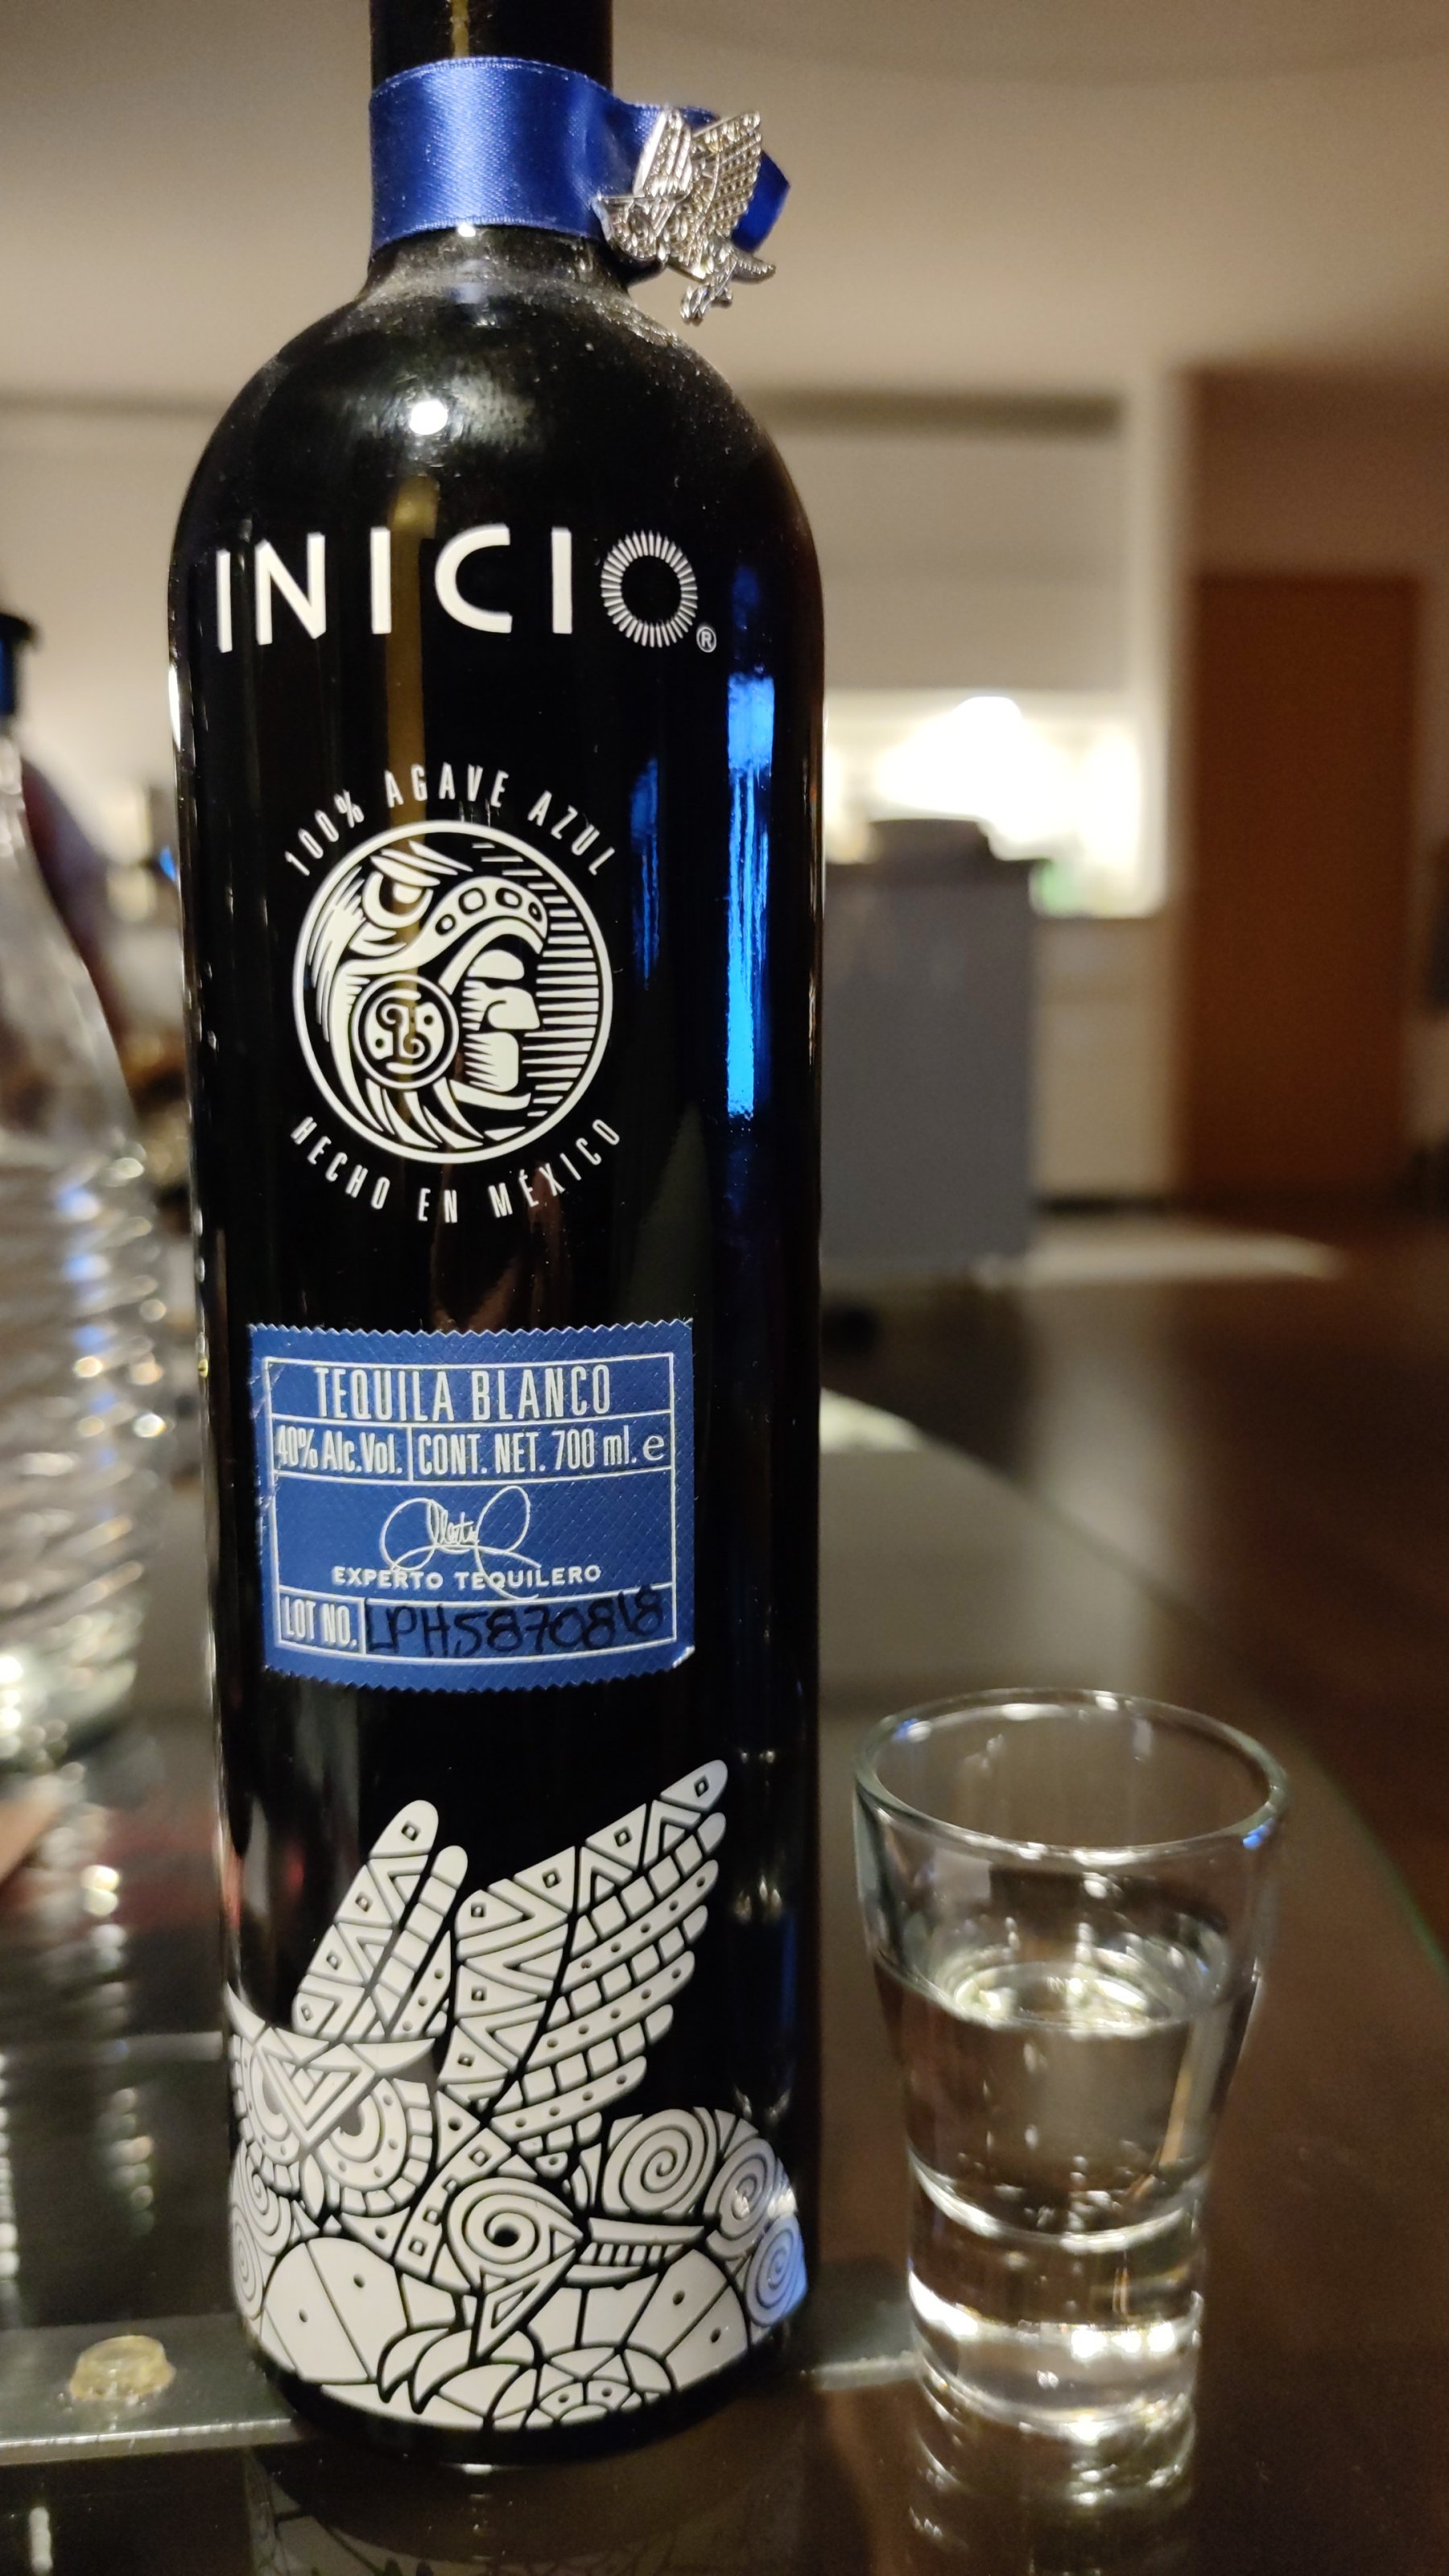 INICIO®
100% AGAVE AZUL
HECHO EN MÉXICO
TEQUILA BLANCO
40% Alc.Vol. CONT. NET. 700 ml. e
EXPERTO TEQUILERO
LOT NO. LPH5870818